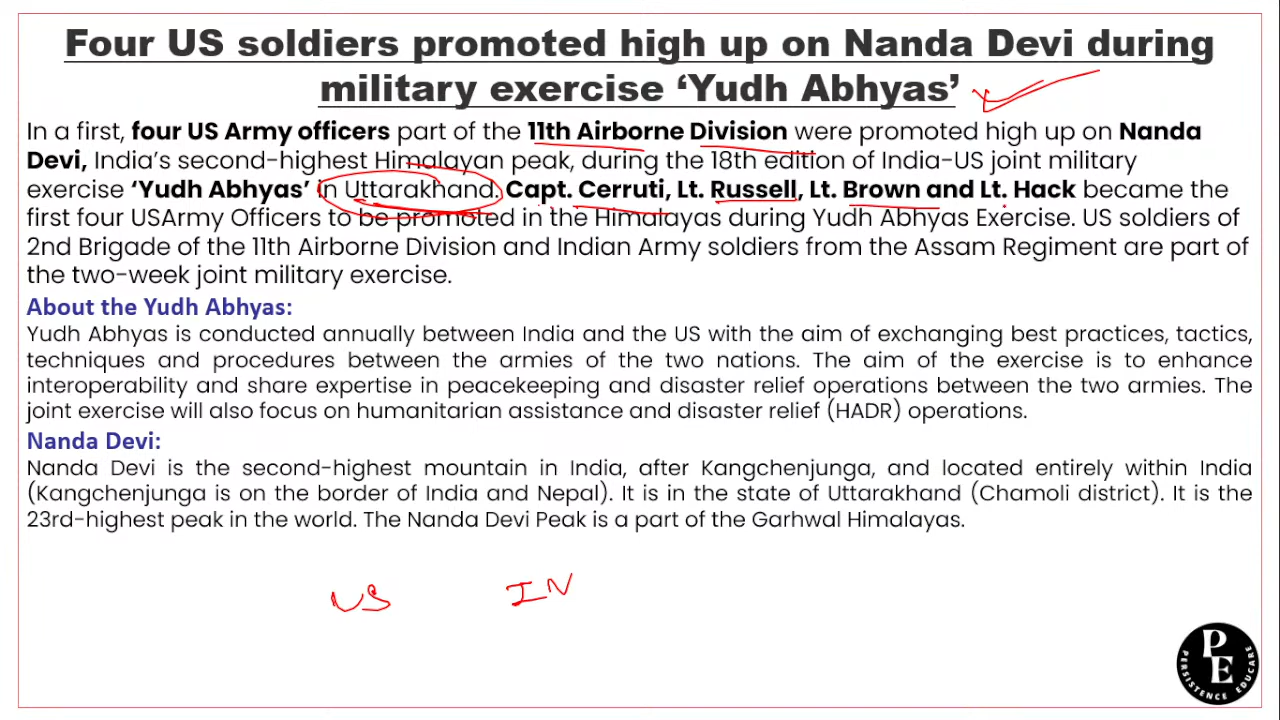 Four US soldiers promoted high up on Nanda Devi during
military exercise ‘Yudh Abhyas’
In a first, four US Army officers part of the 11th Airborne Division were promoted high up on Nanda
Devi, India’s second-highest Himalayan peak, during the 18th edition of India-US joint military
exercise ‘Yudh Abhyas’ in Uttarakhand. Capt. Cerruti, Lt. Russell, Lt. Brown and Lt. Hack became the
first four USArmy Officers to be promoted in the Himalayas during Yudh Abhyas Exercise. US soldiers of
2nd Brigade of the 11th Airborne Division and Indian Army soldiers from the Assam Regiment are part of
the two-week joint military exercise.
About the Yudh Abhyas:
Yudh Abhyas is conducted annually between India and the US with the aim of exchanging best practices, tactics,
techniques and procedures between the armies of the two nations. The aim of the exercise is to enhance
interoperability and share expertise in peacekeeping and disaster relief operations between the two armies. The
joint exercise will also focus on humanitarian assistance and disaster relief (HADR) operations.
Nanda Devi:
Nanda Devi is the second-highest mountain in India, after Kangchenjunga, and located entirely within India
(Kangchenjunga is on the border of India and Nepal). It is in the state of Uttarakhand (Chamoli district). It is the
23rd-highest peak in the world. The Nanda Devi Peak is a part of the Garhwal Himalayas.
US IN
PE
PERSISTENCE EDUCARE